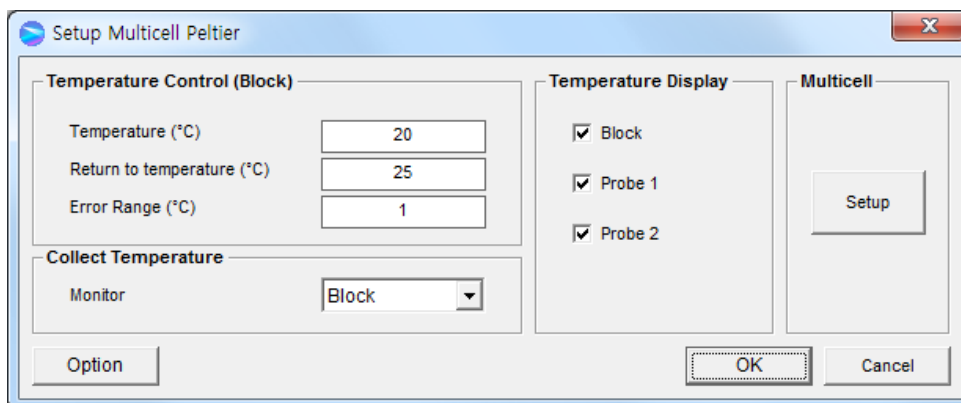 Setup Multicell Peltier
Temperature Control (Block)
Temperature (°C)
20
Return to temperature (°C)
25
Error Range (°C)
1
Collect Temperature
Monitor
Block
Temperature Display
Block
Probe 1
Probe 2
Multicell
Setup
Option
OK
Cancel